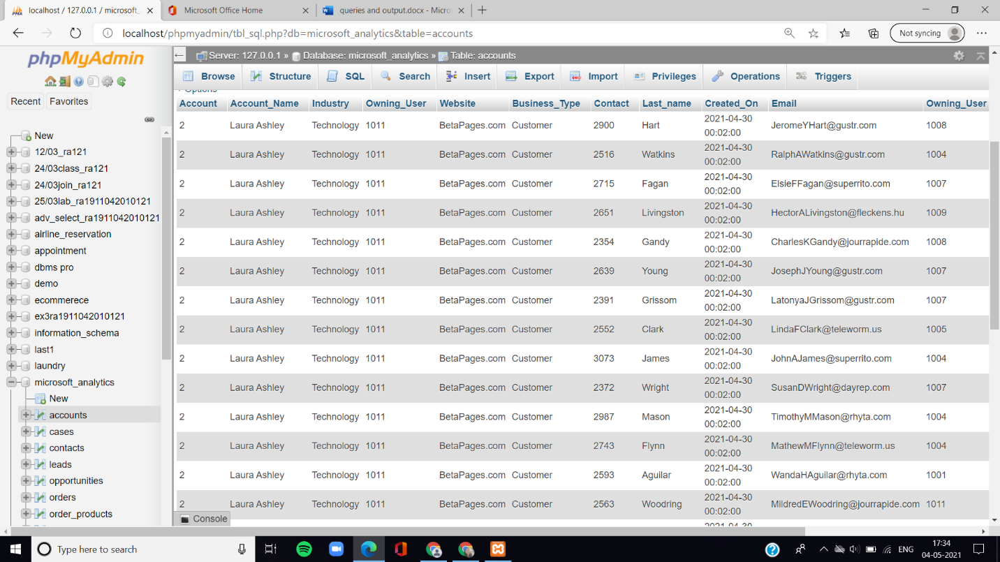 localhost / 127.0.0.1 / microsoft_
Microsoft Office Home
queries and output.docx - Micro
localhost/phpmyadmin/tbl_sql.php?db=microsoft_analytics&table=accounts
Not syncing
phpMyAdmin
Recent Favorites
New
12/03_ra121
24/03class_ra121
24/03join_ra121
25/03lab_ra1911042010121
adv_select_ra1911042010121
airline_reservation
appointment
dbms pro
demo
ecommerece
ex3ra1911042010121
information_schema
last1
laundry
microsoft_analytics
New
accounts
cases
contacts
leads
opportunities
orders
order_products
Server: 127.0.0.1 » Database: microsoft_analytics » Table: accounts
Browse Structure SQL Search Insert Export Import Privileges Operations Triggers
Options
Account Account_Name Industry Owning_User Website Business_Type Contact Last_name Created_On Email Owning_User
2 Laura Ashley Technology 1011 BetaPages.com Customer 2900 Hart 2021-04-30 00:02:00 JeromeYHart@gustr.com 1008
2 Laura Ashley Technology 1011 BetaPages.com Customer 2516 Watkins 2021-04-30 00:02:00 RalphAWatkins@gustr.com 1004
2 Laura Ashley Technology 1011 BetaPages.com Customer 2715 Fagan 2021-04-30 00:02:00 ElsieFFagan@superrito.com 1007
2 Laura Ashley Technology 1011 BetaPages.com Customer 2651 Livingston 2021-04-30 00:02:00 HectorALivingston@fleckens.hu 1009
2 Laura Ashley Technology 1011 BetaPages.com Customer 2354 Gandy 2021-04-30 00:02:00 CharlesKGandy@jourrapide.com 1008
2 Laura Ashley Technology 1011 BetaPages.com Customer 2639 Young 2021-04-30 00:02:00 JosephJYoung@gustr.com 1007
2 Laura Ashley Technology 1011 BetaPages.com Customer 2391 Grissom 2021-04-30 00:02:00 LatonyaJGrissom@gustr.com 1007
2 Laura Ashley Technology 1011 BetaPages.com Customer 2552 Clark 2021-04-30 00:02:00 LindaFClark@teleworm.us 1005
2 Laura Ashley Technology 1011 BetaPages.com Customer 3073 James 2021-04-30 00:02:00 JohnAJames@superrito.com 1004
2 Laura Ashley Technology 1011 BetaPages.com Customer 2372 Wright 2021-04-30 00:02:00 SusanDWright@dayrep.com 1007
2 Laura Ashley Technology 1011 BetaPages.com Customer 2987 Mason 2021-04-30 00:02:00 TimothyMMason@rhyta.com 1004
2 Laura Ashley Technology 1011 BetaPages.com Customer 2743 Flynn 2021-04-30 00:02:00 MathewMFlynn@teleworm.us 1004
2 Laura Ashley Technology 1011 BetaPages.com Customer 2593 Aguilar 2021-04-30 00:02:00 WandaHAguilar@rhyta.com 1001
2 Laura Ashley Technology 1011 BetaPages.com Customer 2563 Woodring 2021-04-30 00:02:00 MildredEWoodring@jourrapide.com 1011
2021-04-30
Console
Type here to search
ENG
17:34
04-05-2021